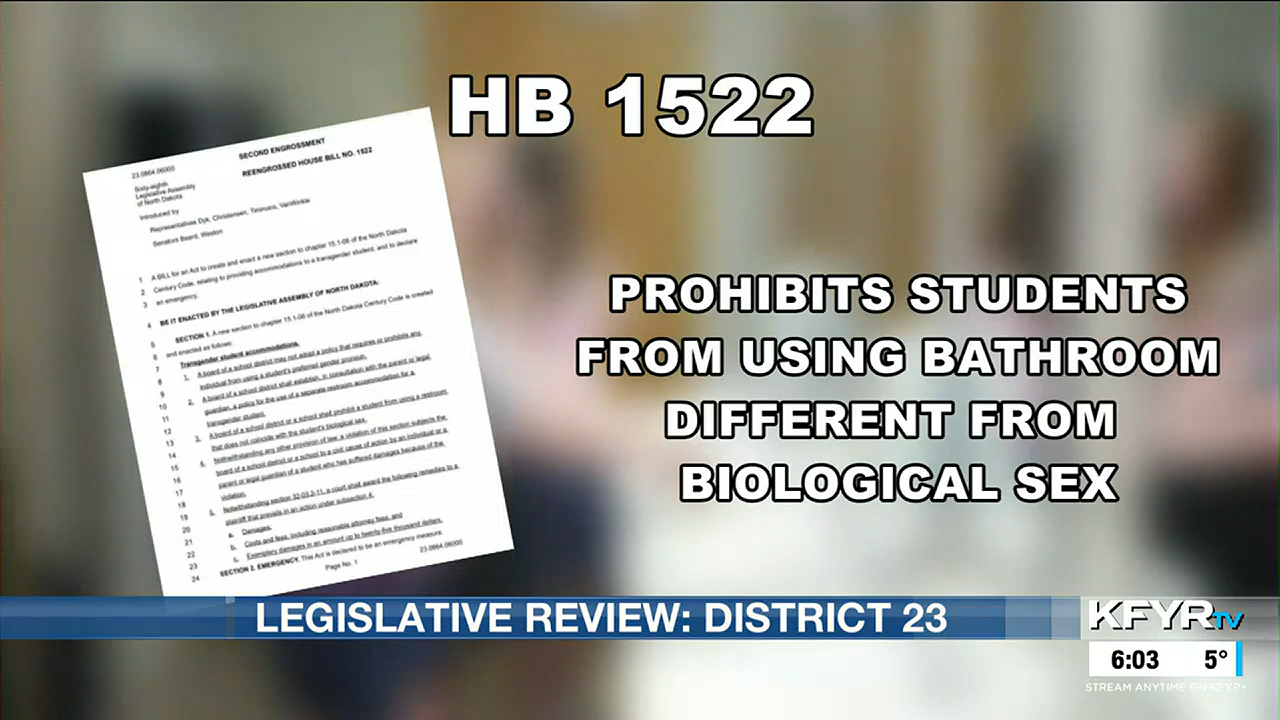 HB 1522
23.0864.06000
SECOND ENGROSSMENT
REENGROSSED HOUSE BILL NO. 1522
Sixty-eighth
Legislative Assembly
of North Dakota
Introduced by
Representatives Dyk, Christensen, Timmons, VanWinkle
Senators Beard, Weston
1 A BILL for an Act to create and enact a new section to chapter 15.1-06 of the North Dakota
2 Century Code, relating to providing accommodations to a transgender student; and to declare
3 an emergency.
4 BE IT ENACTED BY THE LEGISLATIVE ASSEMBLY OF NORTH DAKOTA:
5 SECTION 1. A new section to chapter 15.1-06 of the North Dakota Century Code is created
6 and enacted as follows:
7 Transgender student accommodations.
8 1. A board of a school district may not adopt a policy that requires or prohibits any
9 individual from using a student's preferred gender pronoun.
10 2. A board of a school district shall establish, in consultation with the parent or legal
11 guardian, a policy for the use of a separate restroom accommodation for a
12 transgender student.
13 3. A board of a school district or a school shall prohibit a student from using a restroom
14 that does not coincide with the student's biological sex.
15 4. Notwithstanding any other provision of law, a violation of this section subjects the
16 board of a school district or a school to a civil cause of action by an individual or a
17 parent or legal guardian of a student who has suffered damages because of the
18 violation.
19 5. Notwithstanding section 32-03.2-11, a court shall award the following remedies to a
20 plaintiff that prevails in an action under subsection 4:
21 a. Damages;
22 b. Costs and fees, including reasonable attorney fees; and
23 c. Exemplary damages in an amount up to twenty-five thousand dollars.
24 SECTION 2. EMERGENCY. This Act is declared to be an emergency measure.
Page No. 1
23.0864.06000
PROHIBITS STUDENTS
FROM USING BATHROOM
DIFFERENT FROM
BIOLOGICAL SEX
LEGISLATIVE REVIEW: DISTRICT 23
KFYR TV
6:03 5°
STREAM ANYTIME ON KFYR+